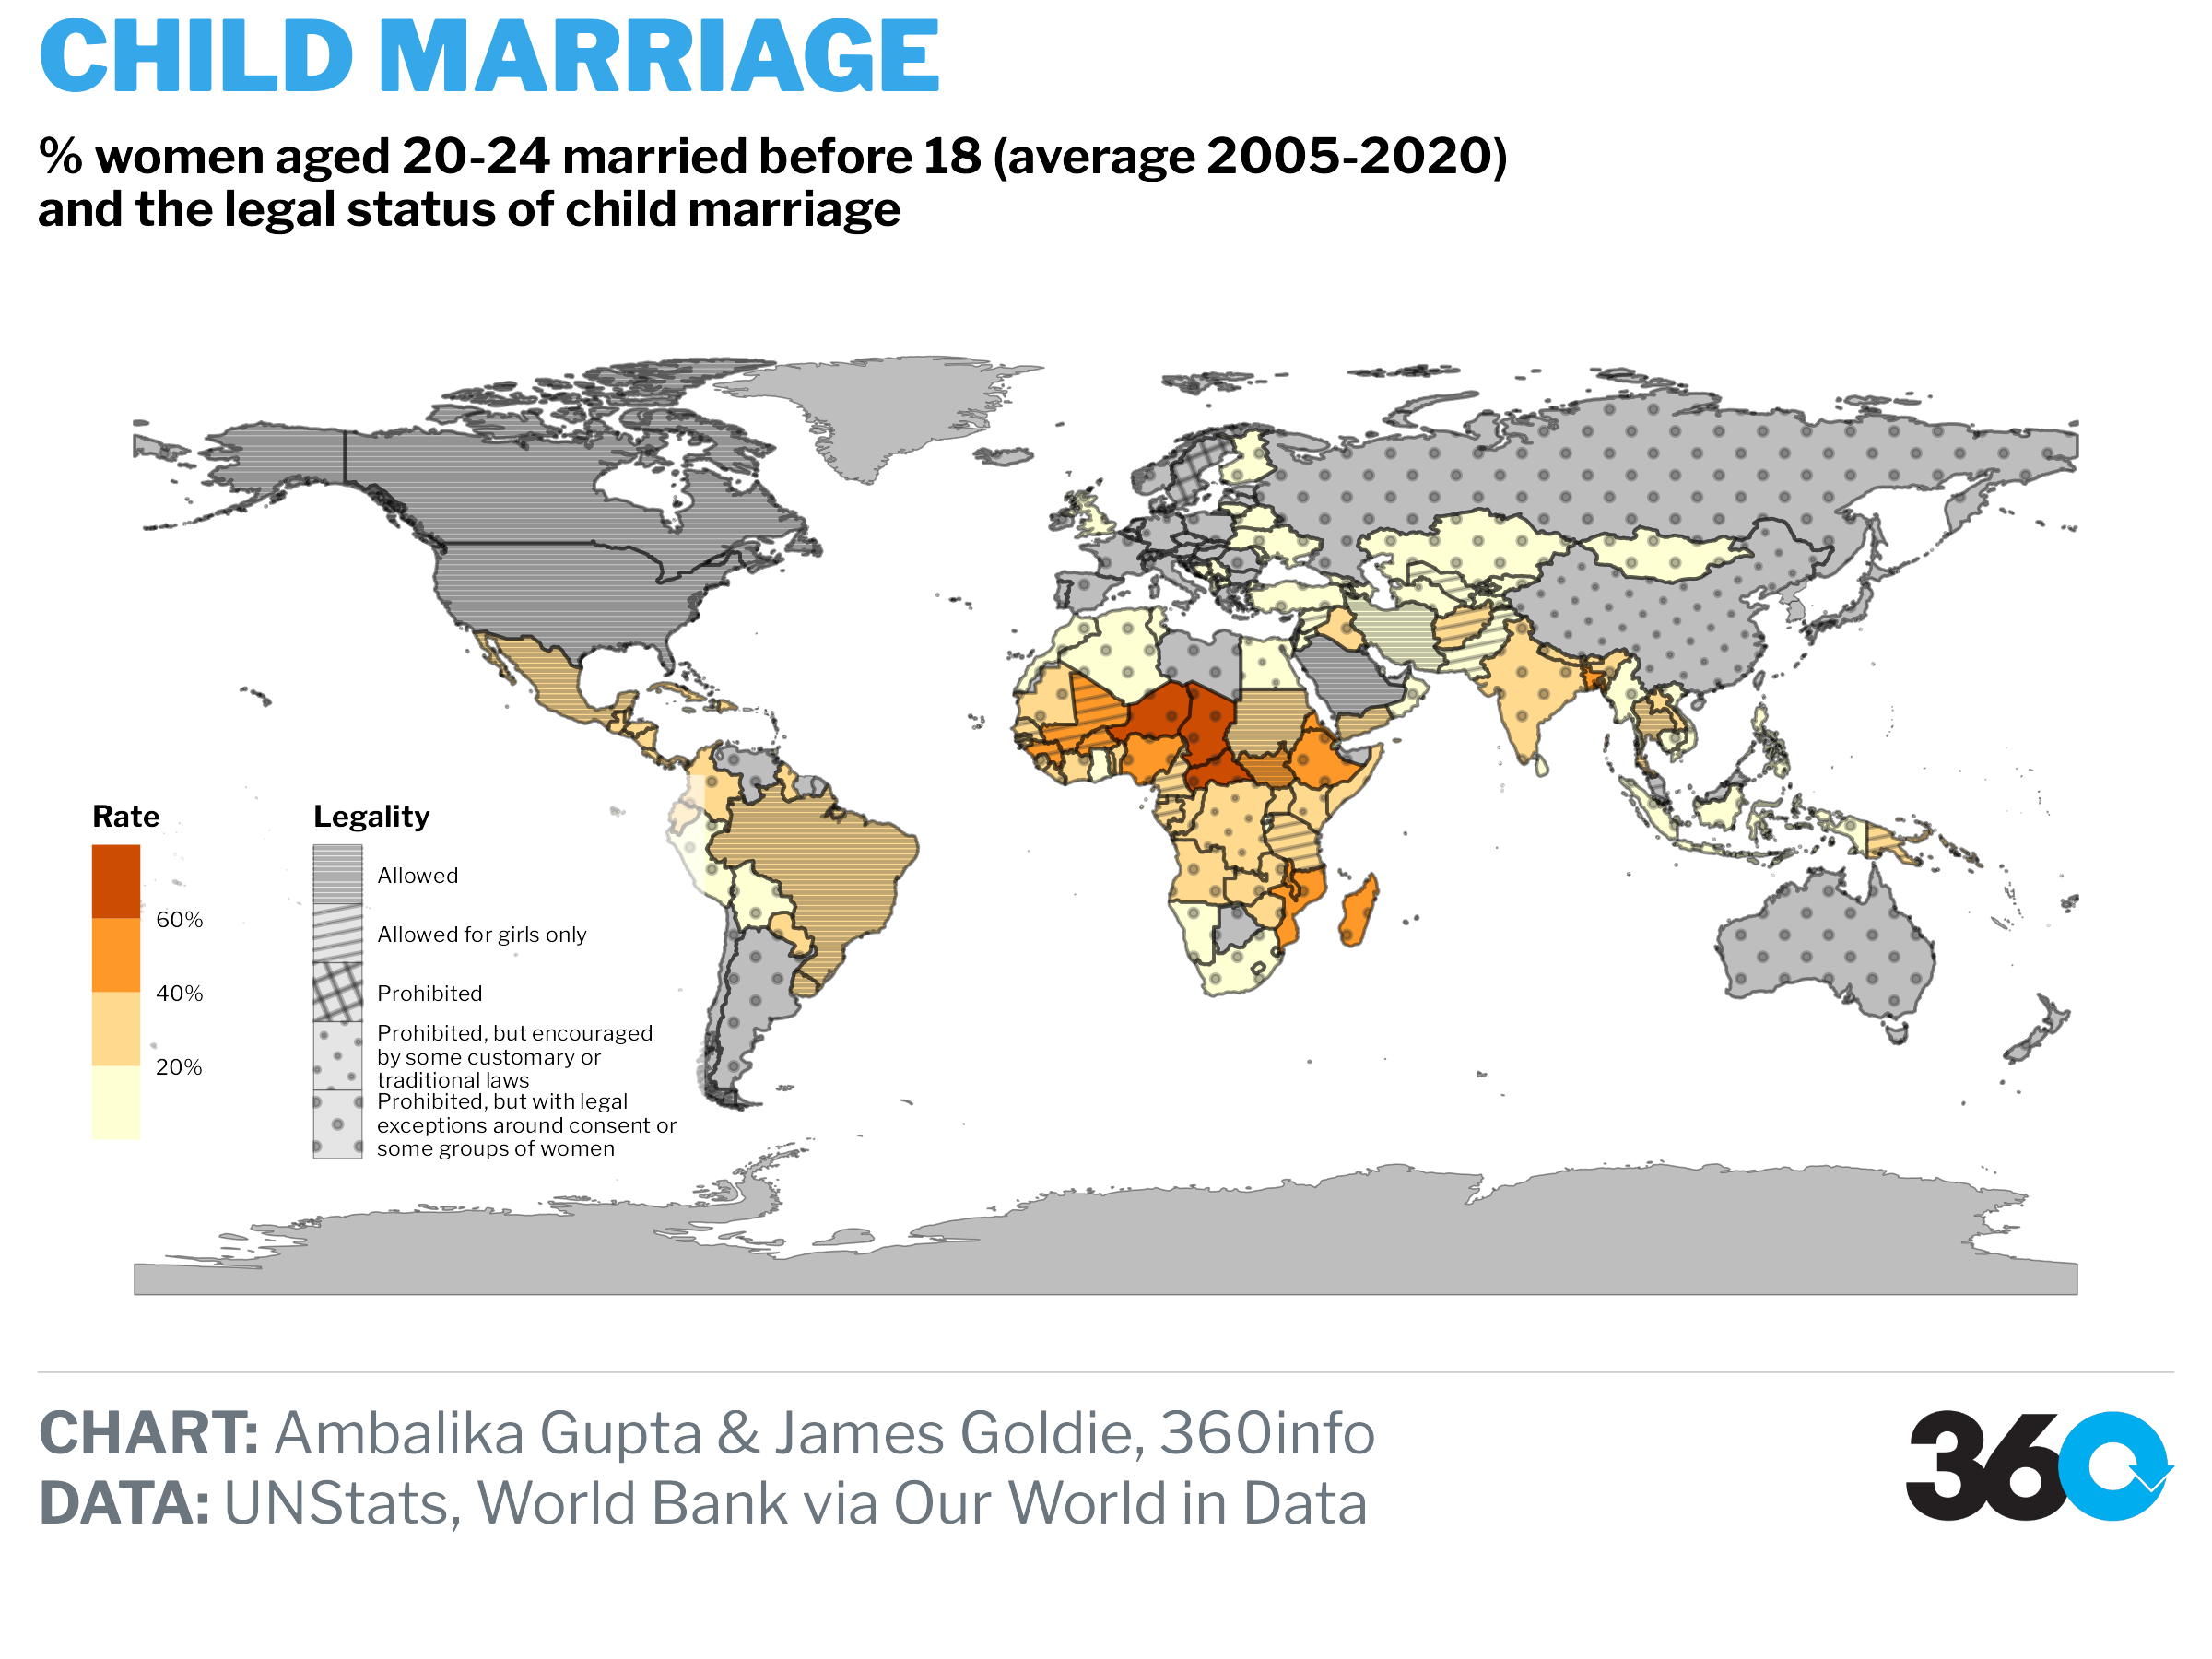 CHILD MARRIAGE
% women aged 20-24 married before 18 (average 2005-2020)
and the legal status of child marriage
Rate
60%
40%
20%
Legality
Allowed
Allowed for girls only
Prohibited
Prohibited, but encouraged
by some customary or
traditional laws
Prohibited, but with legal
exceptions around consent or
some groups of women
CHART: Ambalika Gupta & James Goldie, 360info
DATA: UNStats, World Bank via Our World in Data
360